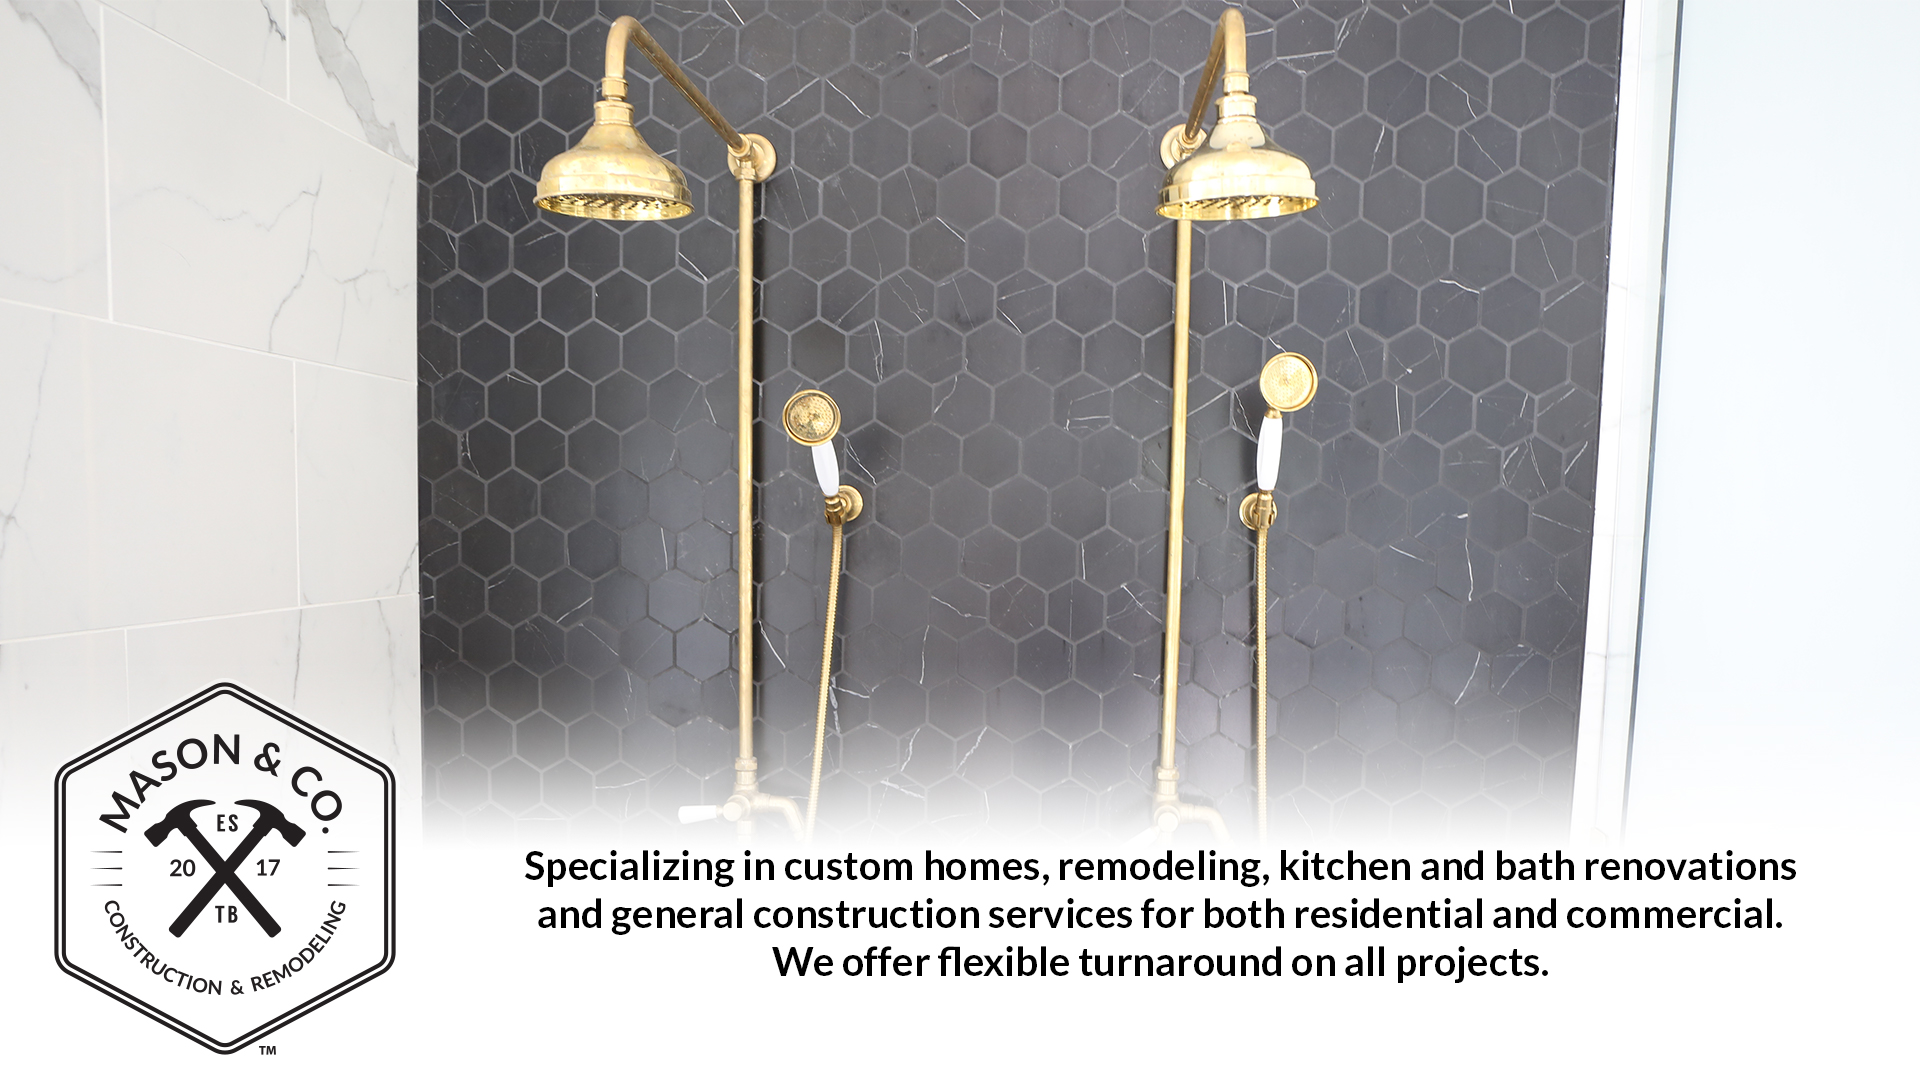 MASON & CO.
ES
20 17
TB
CONSTRUCTION & REMODELING
TM
Specializing in custom homes, remodeling, kitchen and bath renovations
and general construction services for both residential and commercial.
We offer flexible turnaround on all projects.